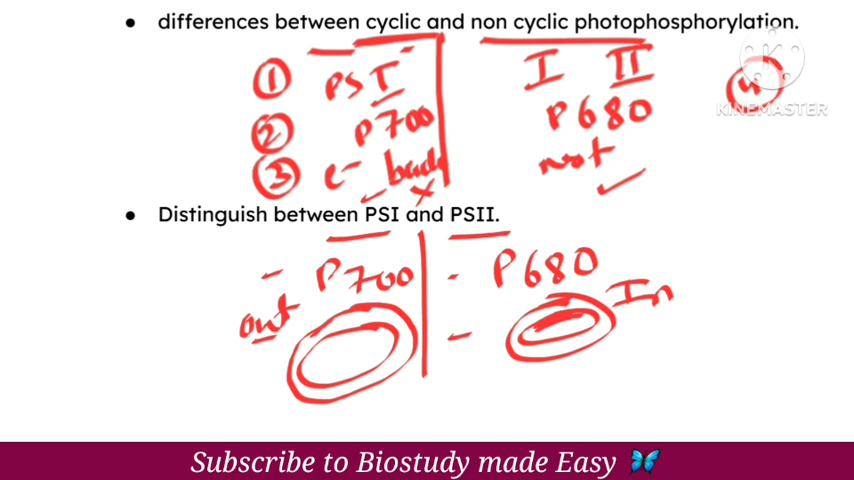 • differences between cyclic and non cyclic photophosphorylation.
① PS I I II ④
② P700 P680
③ e- back not
• Distinguish between PSI and PSII.
- P700 - P680
out - In
KINEMASTER
Subscribe to Biostudy made Easy 🦋